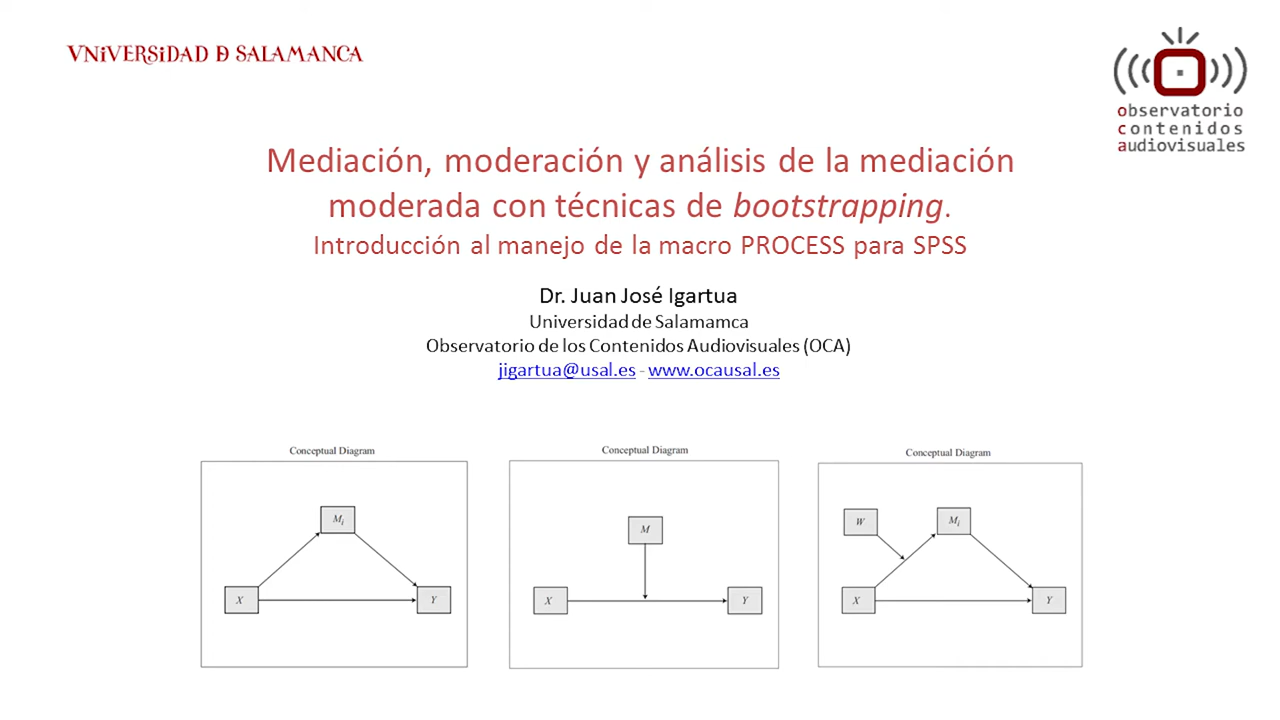 VNiVERSiDAD Ð SALAMANCA
observatorio
contenidos
audiovisuales
Mediación, moderación y análisis de la mediación
moderada con técnicas de bootstrapping.
Introducción al manejo de la macro PROCESS para SPSS
Dr. Juan José Igartua
Universidad de Salamamca
Observatorio de los Contenidos Audiovisuales (OCA)
jigartua@usal.es - www.ocausal.es
Conceptual Diagram
Mi
X
Y
Conceptual Diagram
M
X
Y
Conceptual Diagram
W
Mi
X
Y